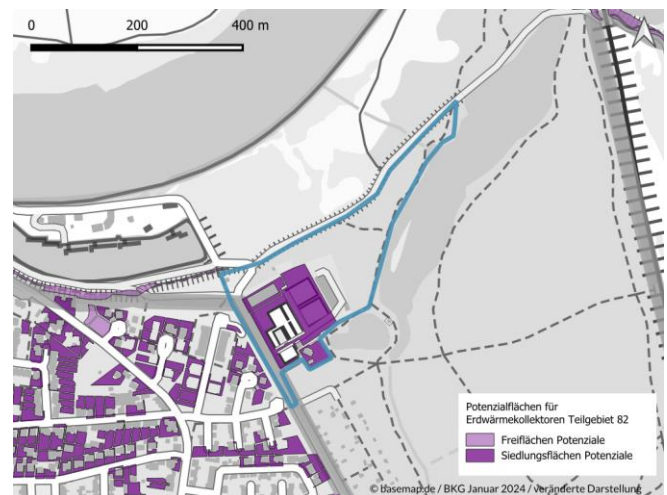 0 200 400 m
Potenzialflächen für
Erdwärmekollektoren Teilgebiet 82
Freiflächen Potenziale
Siedlungsflächen Potenziale
© basemap.de / BKG Januar 2024 / veränderte Darstellung